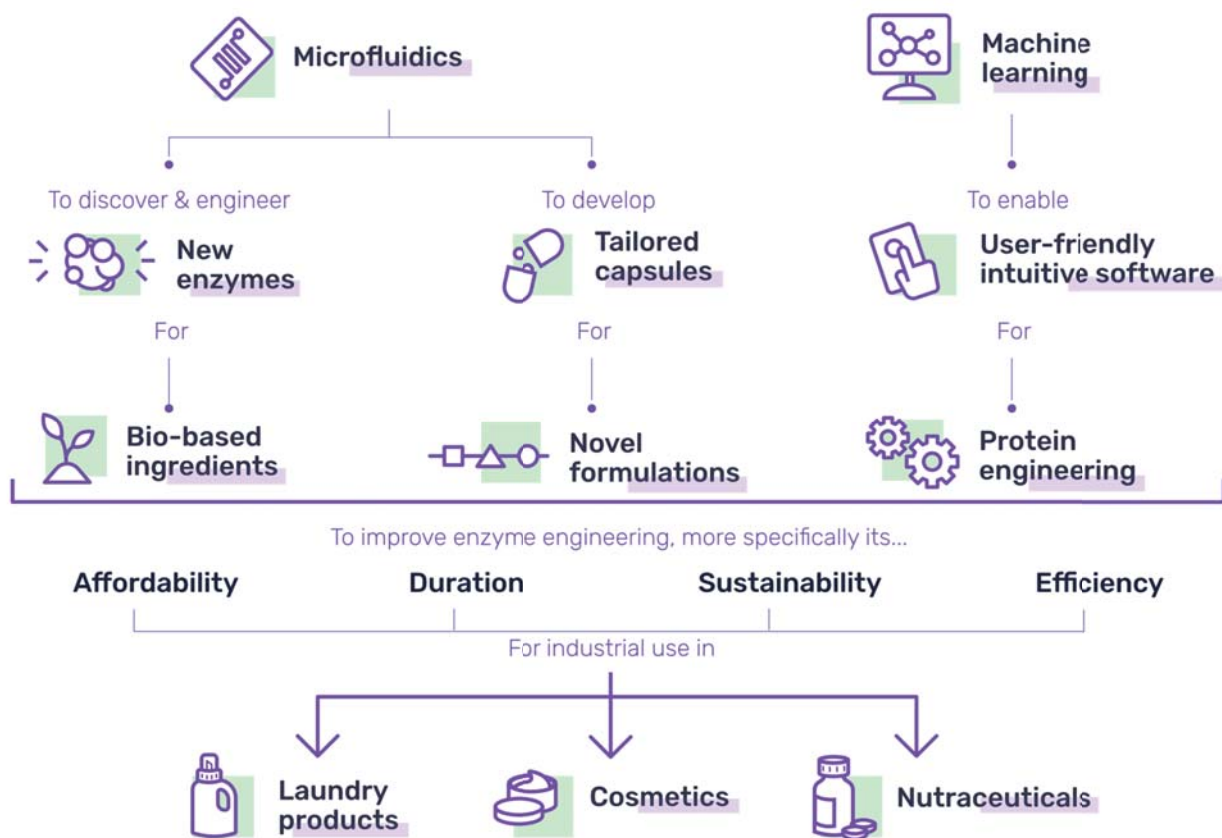 Microfluidics
Machine
learning
To discover & engineer
To develop
To enable
New
enzymes
Tailored
capsules
User-friendly
intuitive software
For
For
For
Bio-based
ingredients
Novel
formulations
Protein
engineering
To improve enzyme engineering, more specifically its...
Affordability
Duration
Sustainability
Efficiency
For industrial use in
Laundry
products
Cosmetics
Nutraceuticals